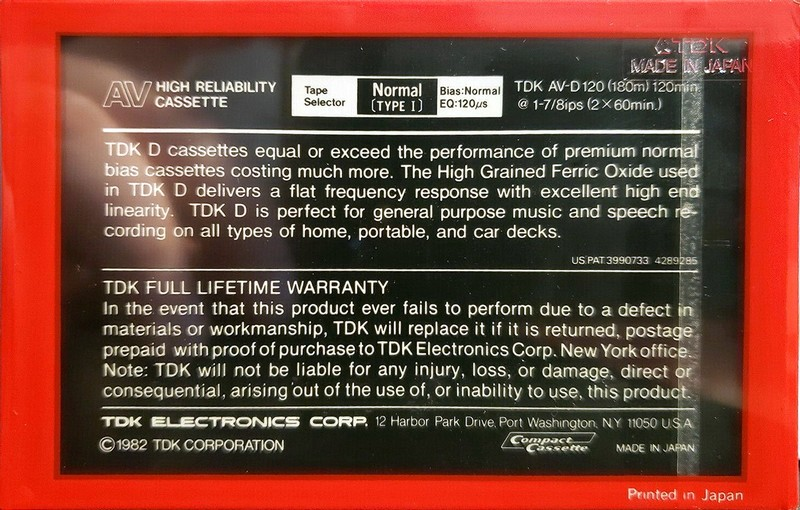 TDK
MADE IN JAPAN
AV HIGH RELIABILITY CASSETTE
Tape Selector Normal (TYPE I) Bias:Normal EQ:120µs
TDK AV-D120 (180m) 120min.
@ 1-7/8ips (2×60min.)
TDK D cassettes equal or exceed the performance of premium normal
bias cassettes costing much more. The High Grained Ferric Oxide used
in TDK D delivers a flat frequency response with excellent high end
linearity. TDK D is perfect for general purpose music and speech re-
cording on all types of home, portable, and car decks.
US PAT.3990733 4289285
TDK FULL LIFETIME WARRANTY
In the event that this product ever fails to perform due to a defect in
materials or workmanship, TDK will replace it if it is returned, postage
prepaid with proof of purchase to TDK Electronics Corp. New York office.
Note: TDK will not be liable for any injury, loss, or damage, direct or
consequential, arising out of the use of, or inability to use, this product.
TDK ELECTRONICS CORP. 12 Harbor Park Drive, Port Washington, N.Y. 11050 U.S.A.
©1982 TDK CORPORATION
Compact Cassette
MADE IN JAPAN
Printed in Japan